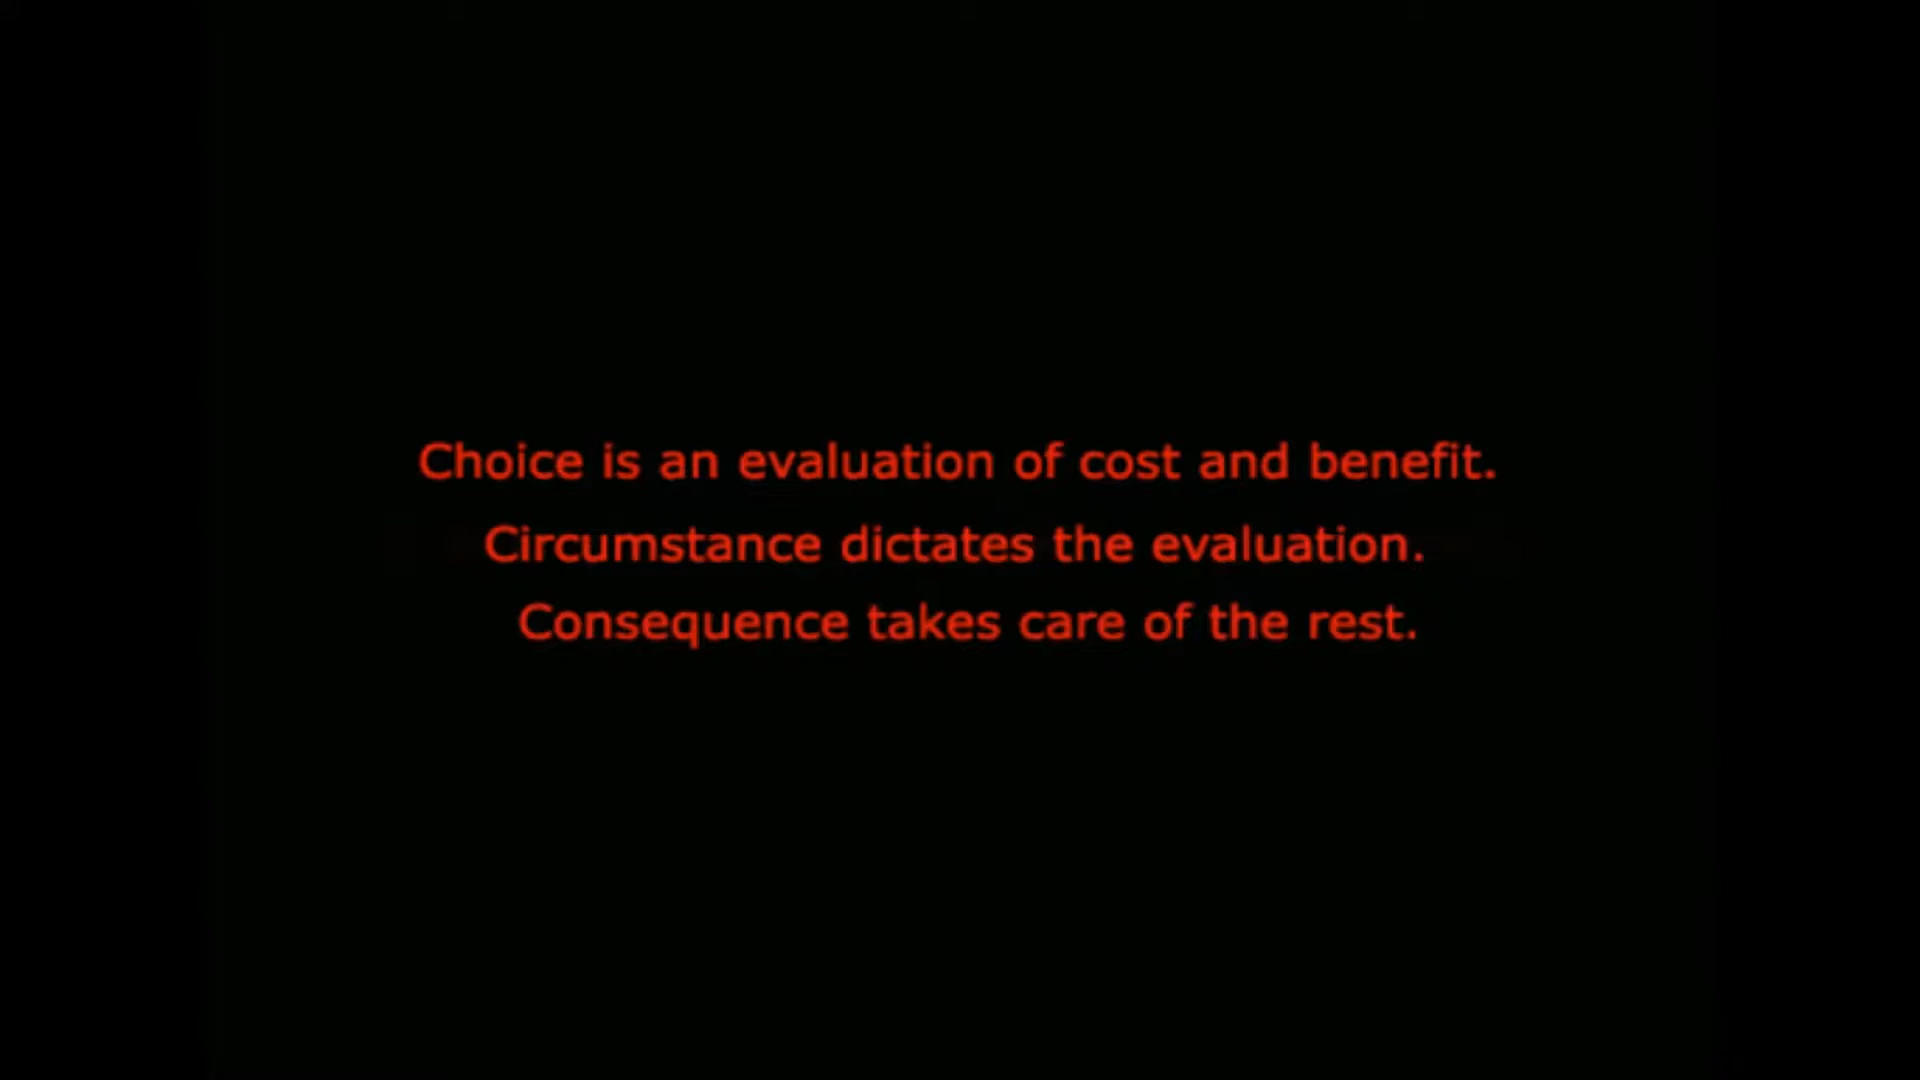 Choice is an evaluation of cost and benefit.
Circumstance dictates the evaluation.
Consequence takes care of the rest.